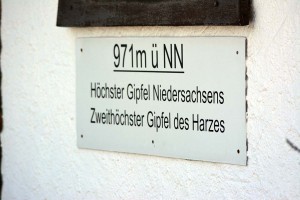 971m ü NN
Höchster Gipfel Niedersachsens
Zweithöchster Gipfel des Harzes